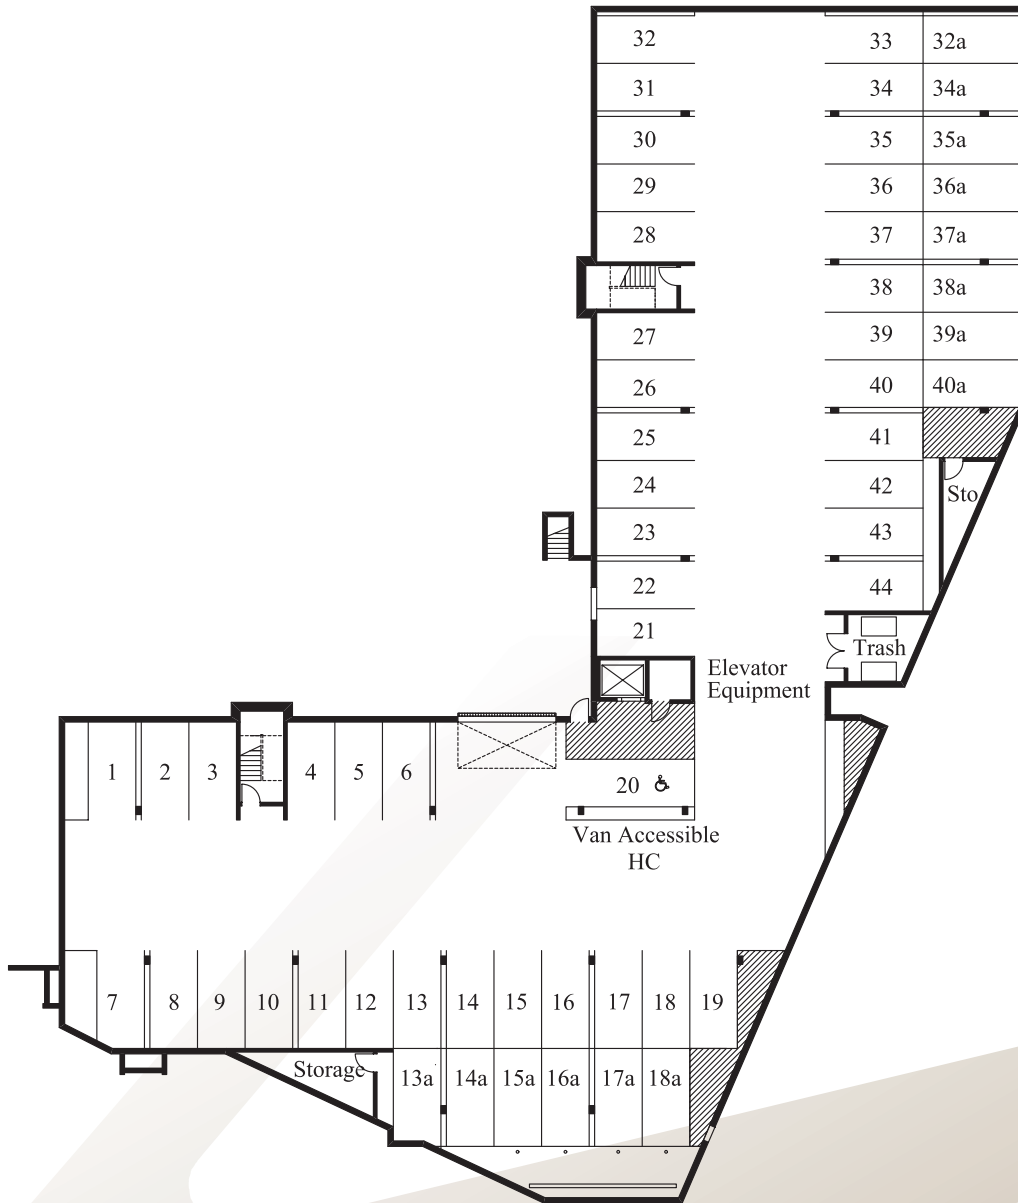 32 33 32a
31 34 34a
30 35 35a
29 36 36a
28 37 37a
38 38a
27 39 39a
26 40 40a
25 41
24 42
Sto
23 43
22 44
21
Trash
Elevator
Equipment
1 2 3 4 5 6
20
Van Accessible
HC
7 8 9 10 11 12 13 14 15 16 17 18 19
Storage
13a 14a 15a 16a 17a 18a